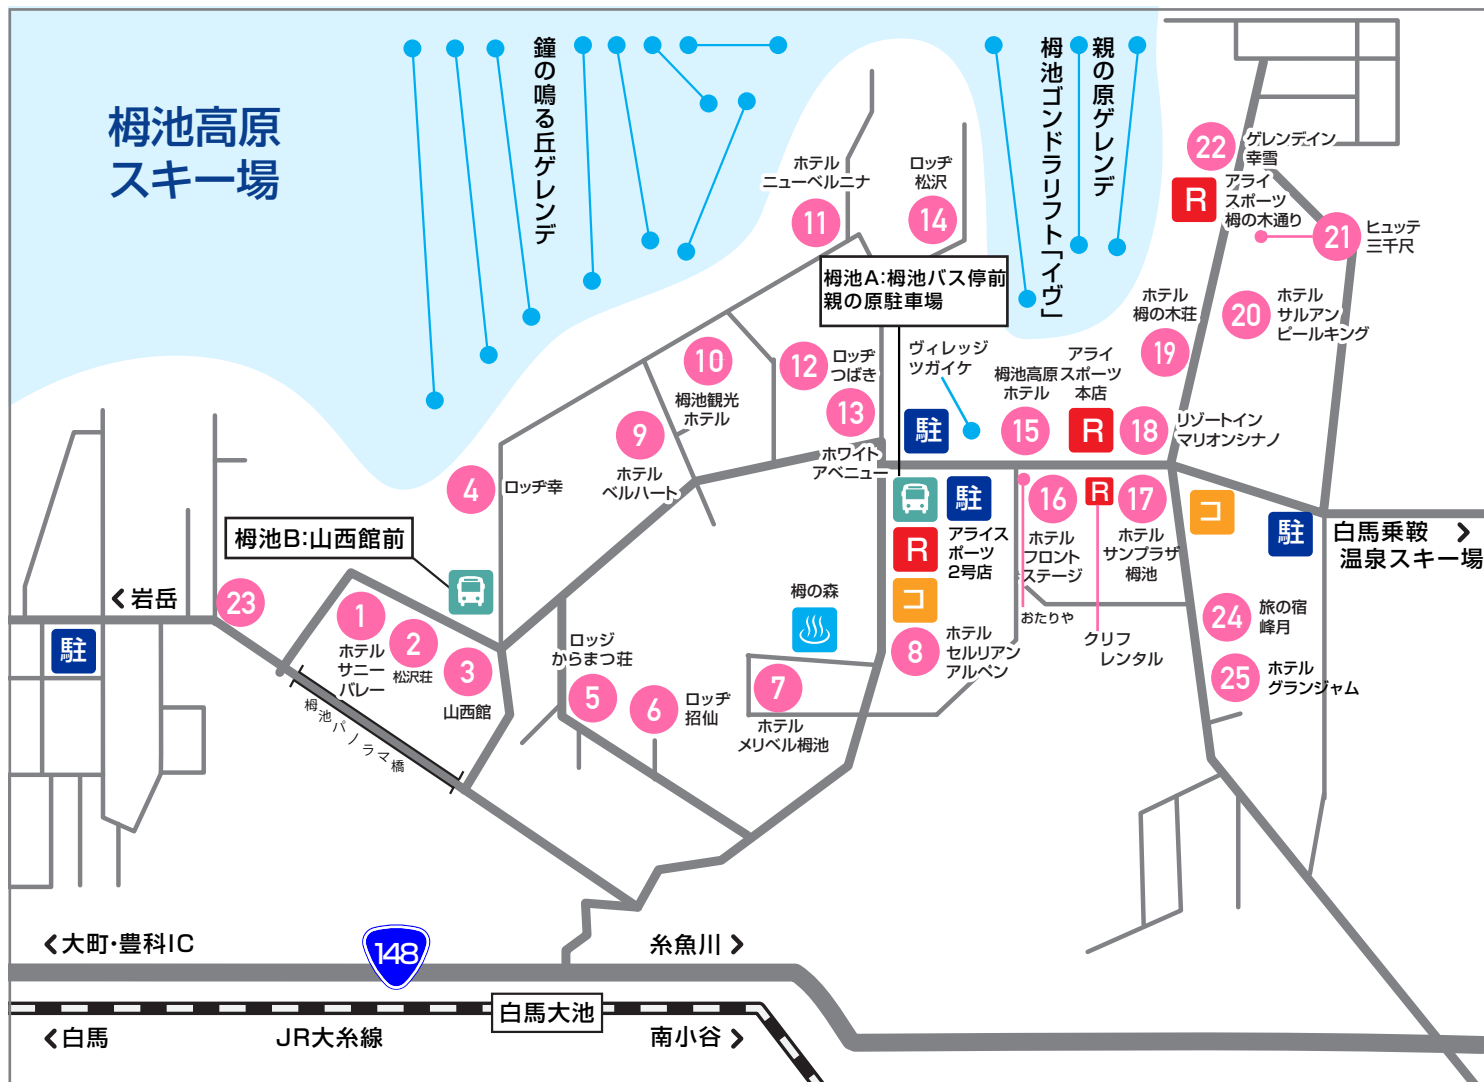 栂池高原
スキー場
鐘の鳴る丘ゲレンデ
栂池ゴンドラリフト「イヴ」
親の原ゲレンデ
22
ゲレンデイン
幸雪
R
アライ
スポーツ
栂の木通り
21
ヒュッテ
三千尺
ホテル
ニューベルニナ
11
ロッヂ
松沢
14
栂池A:栂池バス停前
親の原駐車場
ホテル
栂の木荘
19
20
ホテル
サルアン
ピールキング
10
栂池観光
ホテル
12
ロッヂ
つばき
13
ヴィレッジ
ツガイケ
栂池高原
ホテル
15
アライ
スポーツ
本店
R
18
リゾートイン
マリオンシナノ
駐
9
ホテル
ベルハート
ホワイト
アベニュー
4
ロッヂ幸
駐
R
アライス
ポーツ
2号店
コ
16
ホテル
フロント
ステージ
R
17
ホテル
サンプラザ
栂池
コ
駐
白馬乗鞍
温泉スキー場
栂池B:山西館前
岩岳
23
駐
1
ホテル
サニー
バレー
2
松沢荘
3
山西館
栂池パノラマ橋
ロッジ
からまつ荘
5
6
ロッヂ
招仙
栂の森
7
ホテル
メリベル栂池
8
ホテル
セルリアン
アルペン
おたりや
クリフ
レンタル
24
旅の宿
峰月
25
ホテル
グランジャム
大町・豊科IC
148
糸魚川
白馬
JR大糸線
白馬大池
南小谷